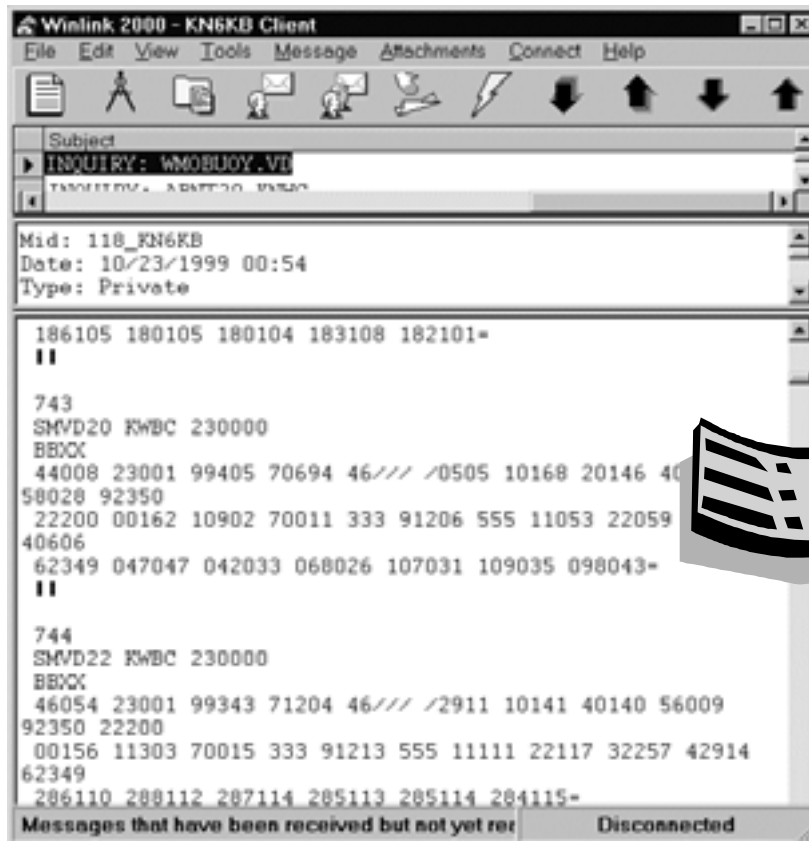 Winlink 2000 - KN6KB Client
File Edit View Tools Message Attachments Connect Help
Subject
INQUIRY: WMOBUOY.VD
INQUIRY:
Mid: 118_KN6KB
Date: 10/23/1999 00:54
Type: Private
186105 180105 180104 183108 182101=
743
SMVD20 KWBC 230000
BBXX
44008 23001 99405 70694 46/// /0505 10168 20146 40
58028 92350
22200 00162 10902 70011 333 91206 555 11053 22059
40606
62349 047047 042033 068026 107031 109035 098043=
744
SMVD22 KWBC 230000
BBXX
46054 23001 99343 71204 46/// /2911 10141 40140 56009
92350 22200
00156 11303 70015 333 91213 555 11111 22117 32257 42914
62349
286110 288112 287114 285113 285114 284115=
Messages that have been received but not yet rea Disconnected